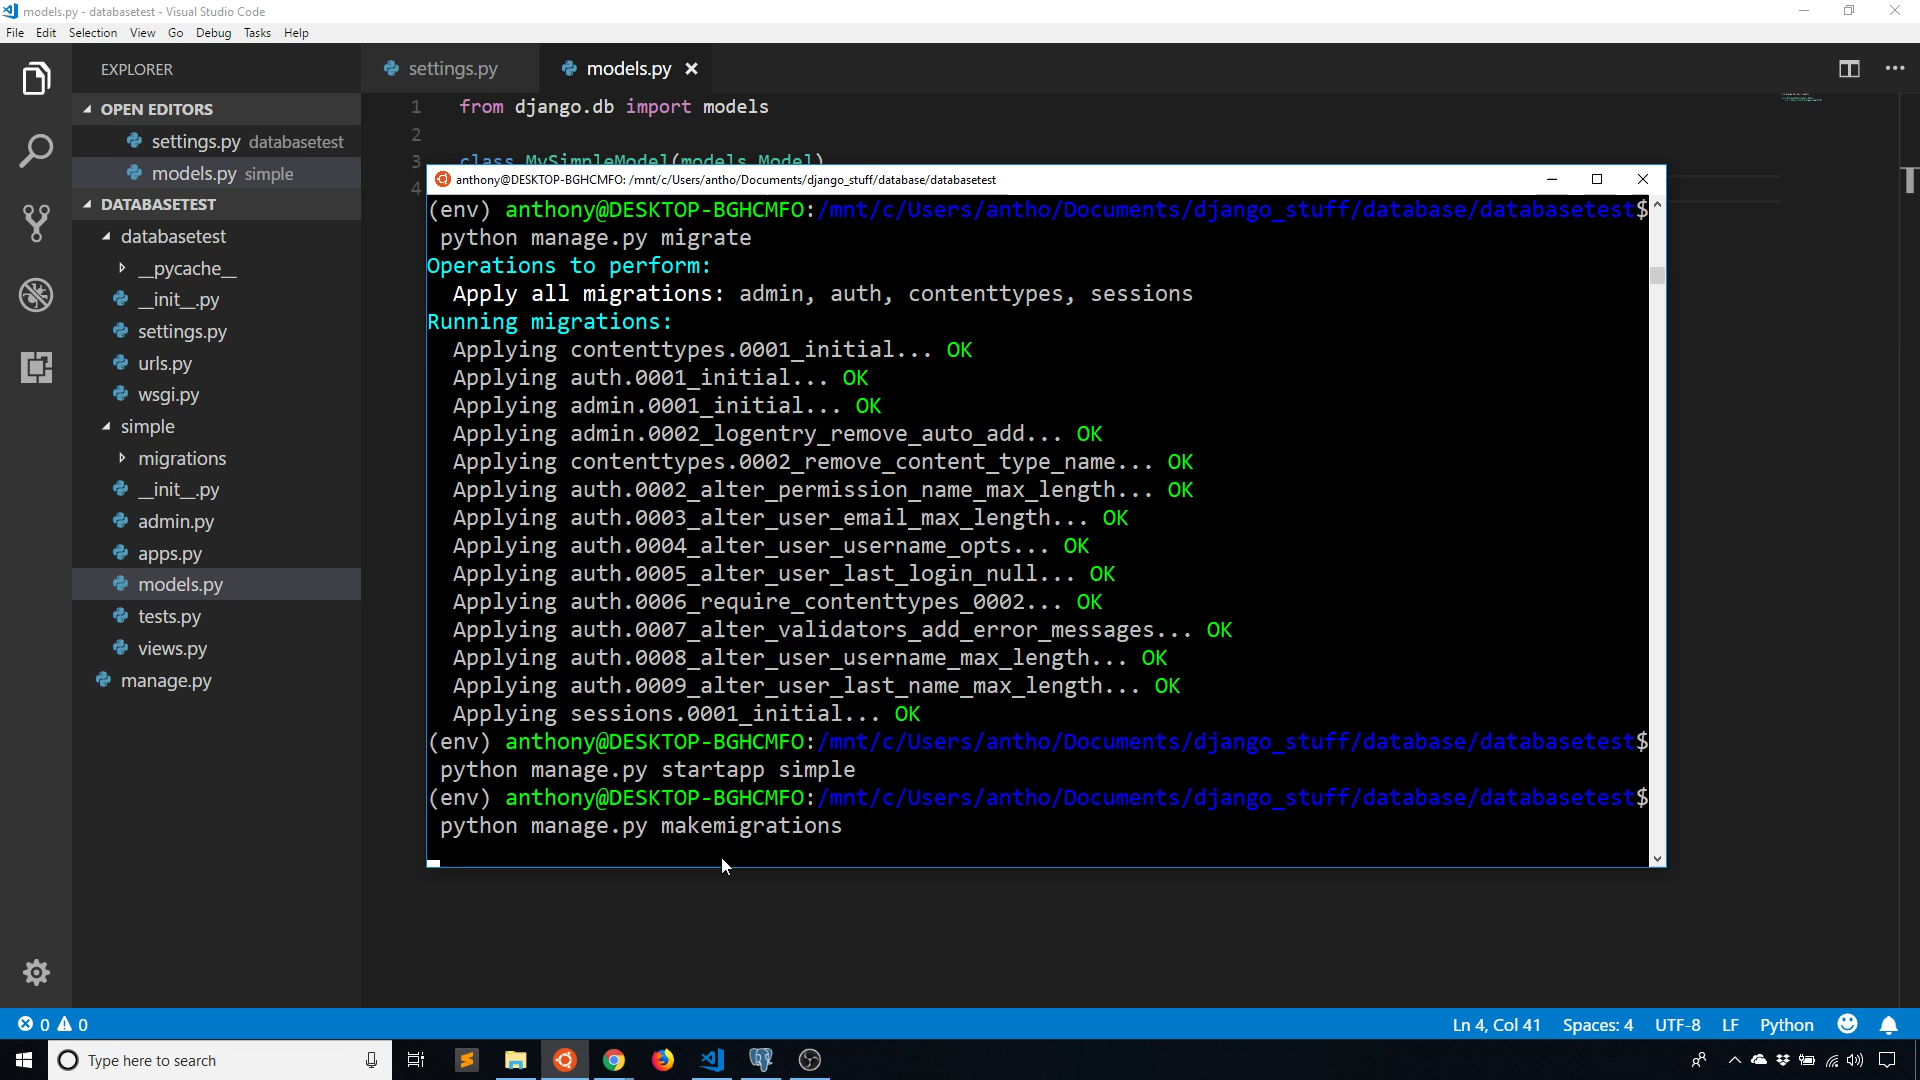 models.py - databasetest - Visual Studio Code
File Edit Selection View Go Debug Tasks Help
EXPLORER
OPEN EDITORS
settings.py databasetest
models.py simple
DATABASETEST
databasetest
__pycache__
__init__.py
settings.py
urls.py
wsgi.py
simple
migrations
__init__.py
admin.py
apps.py
models.py
tests.py
views.py
manage.py
settings.py models.py
1 from django.db import models
2
3 class MySimpleModel(models.Model)
4
anthony@DESKTOP-BGHCMFO: /mnt/c/Users/antho/Documents/django_stuff/database/databasetest
(env) anthony@DESKTOP-BGHCMFO:/mnt/c/Users/antho/Documents/django_stuff/database/databasetest$
python manage.py migrate
Operations to perform:
Apply all migrations: admin, auth, contenttypes, sessions
Running migrations:
Applying contenttypes.0001_initial... OK
Applying auth.0001_initial... OK
Applying admin.0001_initial... OK
Applying admin.0002_logentry_remove_auto_add... OK
Applying contenttypes.0002_remove_content_type_name... OK
Applying auth.0002_alter_permission_name_max_length... OK
Applying auth.0003_alter_user_email_max_length... OK
Applying auth.0004_alter_user_username_opts... OK
Applying auth.0005_alter_user_last_login_null... OK
Applying auth.0006_require_contenttypes_0002... OK
Applying auth.0007_alter_validators_add_error_messages... OK
Applying auth.0008_alter_user_username_max_length... OK
Applying auth.0009_alter_user_last_name_max_length... OK
Applying sessions.0001_initial... OK
(env) anthony@DESKTOP-BGHCMFO:/mnt/c/Users/antho/Documents/django_stuff/database/databasetest$
python manage.py startapp simple
(env) anthony@DESKTOP-BGHCMFO:/mnt/c/Users/antho/Documents/django_stuff/database/databasetest$
python manage.py makemigrations
0 0
Ln 4, Col 41 Spaces: 4 UTF-8 LF Python
Type here to search